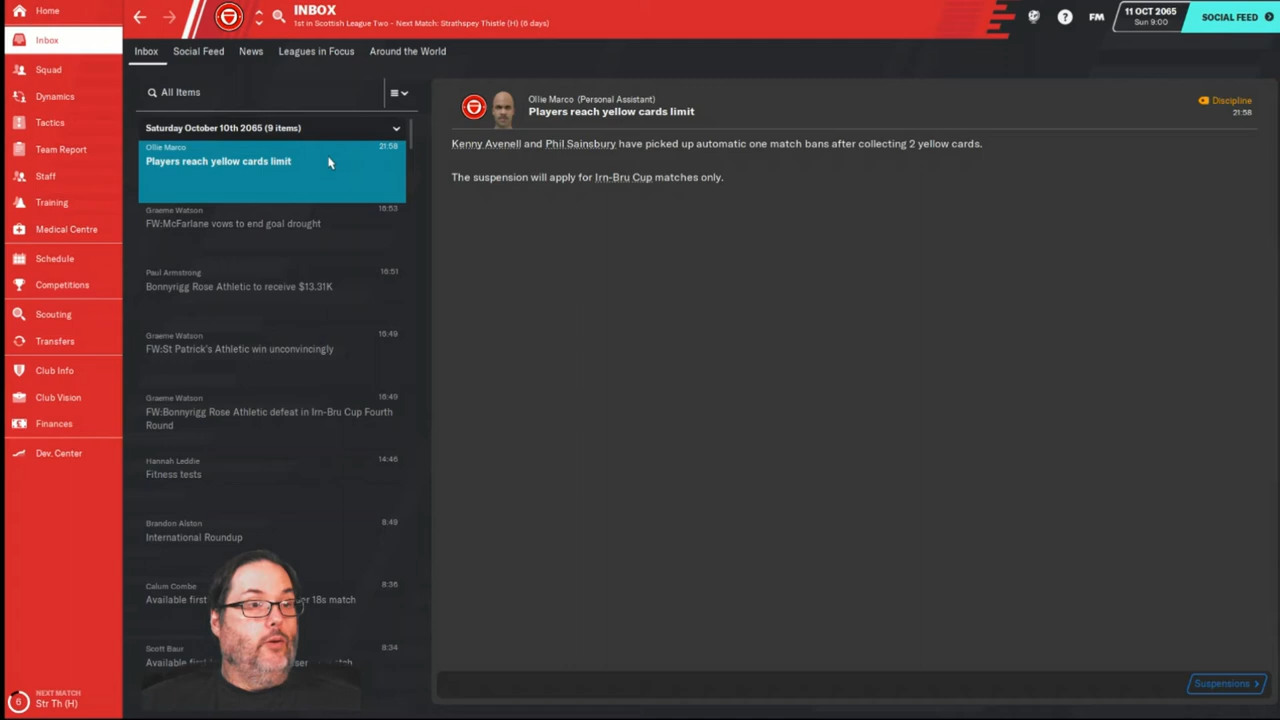 Home
Inbox
Squad
Dynamics
Tactics
Team Report
Staff
Training
Medical Centre
Schedule
Competitions
Scouting
Transfers
Club Info
Club Vision
Finances
Dev. Center
6
NEXT MATCH
Str Th (H)
INBOX
1st in Scottish League Two - Next Match: Strathspey Thistle (H) (6 days)
?
FM
11 OCT 2065
Sun 9:00
SOCIAL FEED
Inbox
Social Feed
News
Leagues in Focus
Around the World
All Items
Saturday October 10th 2065 (9 items)
Ollie Marco
21:58
Players reach yellow cards limit
Graeme Watson
16:53
FW:McFarlane vows to end goal drought
Paul Armstrong
16:51
Bonnyrigg Rose Athletic to receive $13.31K
Graeme Watson
16:49
FW:St Patrick's Athletic win unconvincingly
Graeme Watson
16:49
FW:Bonnyrigg Rose Athletic defeat in Irn-Bru Cup Fourth
Round
Hannah Leddie
14:46
Fitness tests
Brandon Alston
8:49
International Roundup
Calum Combe
8:36
Available first
18s match
Scott Baur
8:34
Available
Ollie Marco (Personal Assistant)
Players reach yellow cards limit
Discipline
21:58
Kenny Avenell and Phil Sainsbury have picked up automatic one match bans after collecting 2 yellow cards.
The suspension will apply for Irn-Bru Cup matches only.
Suspensions >